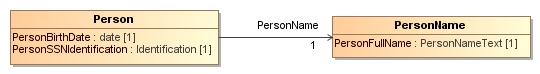 Person
PersonBirthDate : date [1]
PersonSSNIdentification : Identification [1]
PersonName
1
PersonName
PersonFullName : PersonNameText [1]